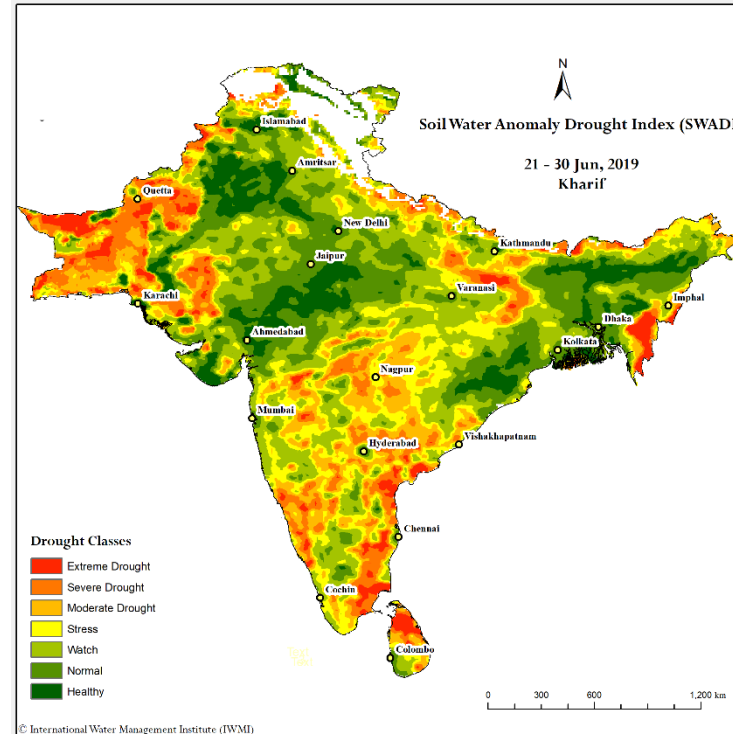 N
Soil Water Anomaly Drought Index (SWADI
21 - 30 Jun, 2019
Kharif
Islamabad
Amritsar
Quetta
New Delhi
Kathmandu
Jaipur
Varanasi
Karachi
Imphal
Dhaka
Ahmedabad
Kolkata
Nagpur
Mumbai
Vishakhapatnam
Hyderabad
Chennai
Cochin
Colombo
Drought Classes
Extreme Drought
Severe Drought
Moderate Drought
Stress
Watch
Normal
Healthy
0 300 600 1,200 km
© International Water Management Institute (IWMI)